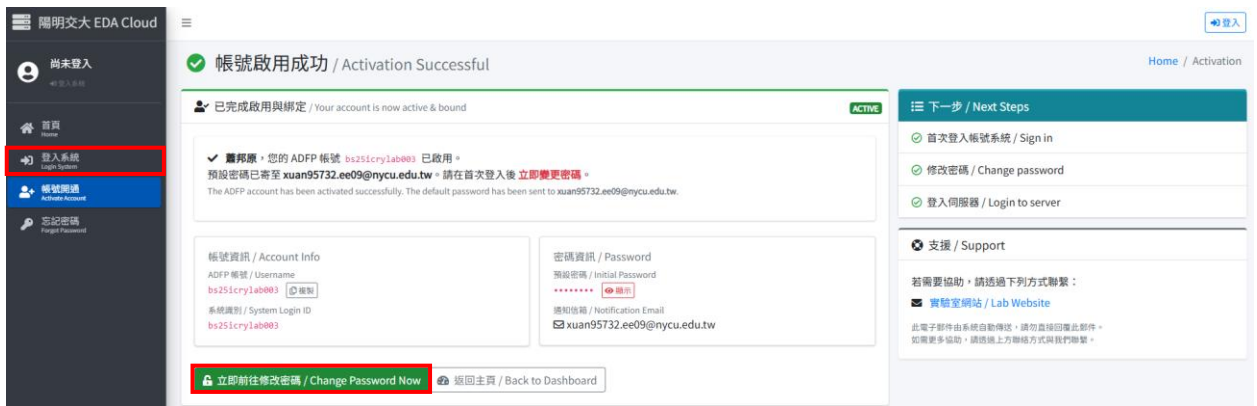 陽明交大 EDA Cloud
登入
尚未登入
登入系統
首頁
Home
登入系統
Login System
帳號開通
Activate Account
忘記密碼
Forgot Password
帳號啟用成功 / Activation Successful
Home / Activation
已完成啟用與綁定 / Your account is now active & bound
ACTIVE
蕭邦原，您的 ADFP 帳號 bs25icrylab003 已啟用。
預設密碼已寄至 xuan95732.ee09@nycu.edu.tw。請在首次登入後 立即變更密碼。
The ADFP account has been activated successfully. The default password has been sent to xuan95732.ee09@nycu.edu.tw.
帳號資訊 / Account Info
ADFP 帳號 / Username
bs25icrylab003 複製
系統識別 / System Login ID
bs25icrylab003
密碼資訊 / Password
預設密碼 / Initial Password
•••••••• 顯示
通知信箱 / Notification Email
xuan95732.ee09@nycu.edu.tw
立即前往修改密碼 / Change Password Now
返回主頁 / Back to Dashboard
下一步 / Next Steps
首次登入帳號系統 / Sign in
修改密碼 / Change password
登入伺服器 / Login to server
支援 / Support
若需要協助，請透過下列方式聯繫：
實驗室網站 / Lab Website
此電子郵件由系統自動傳送，請勿直接回覆此郵件。
如需更多協助，請透過上方聯絡方式與我們聯繫。